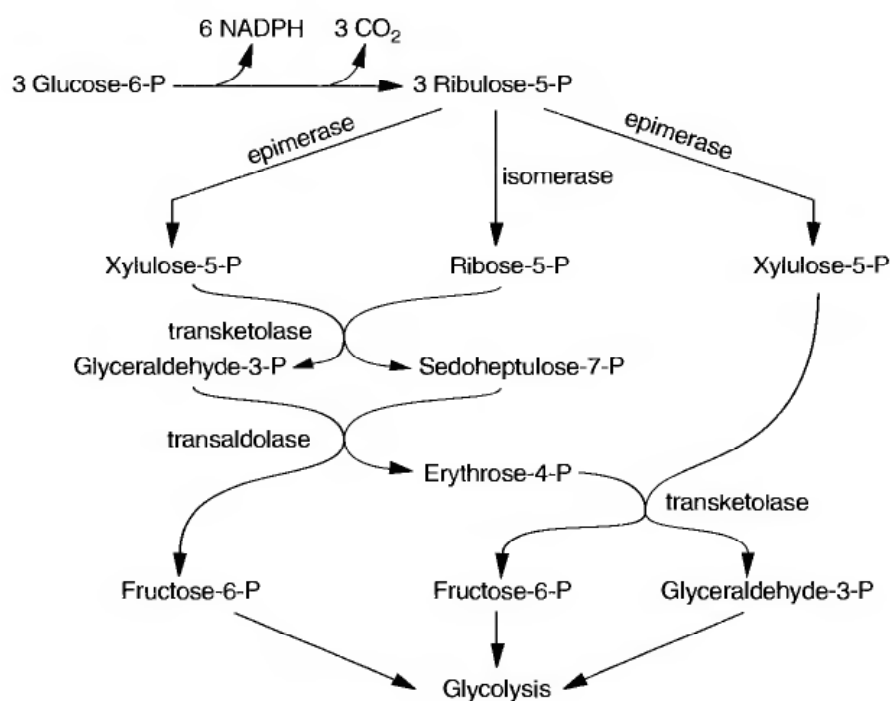 6 NADPH 3 CO2
3 Glucose-6-P 3 Ribulose-5-P
epimerase isomerase epimerase
Xylulose-5-P Ribose-5-P Xylulose-5-P
transketolase
Glyceraldehyde-3-P Sedoheptulose-7-P
transaldolase
Erythrose-4-P
transketolase
Fructose-6-P Fructose-6-P Glyceraldehyde-3-P
Glycolysis